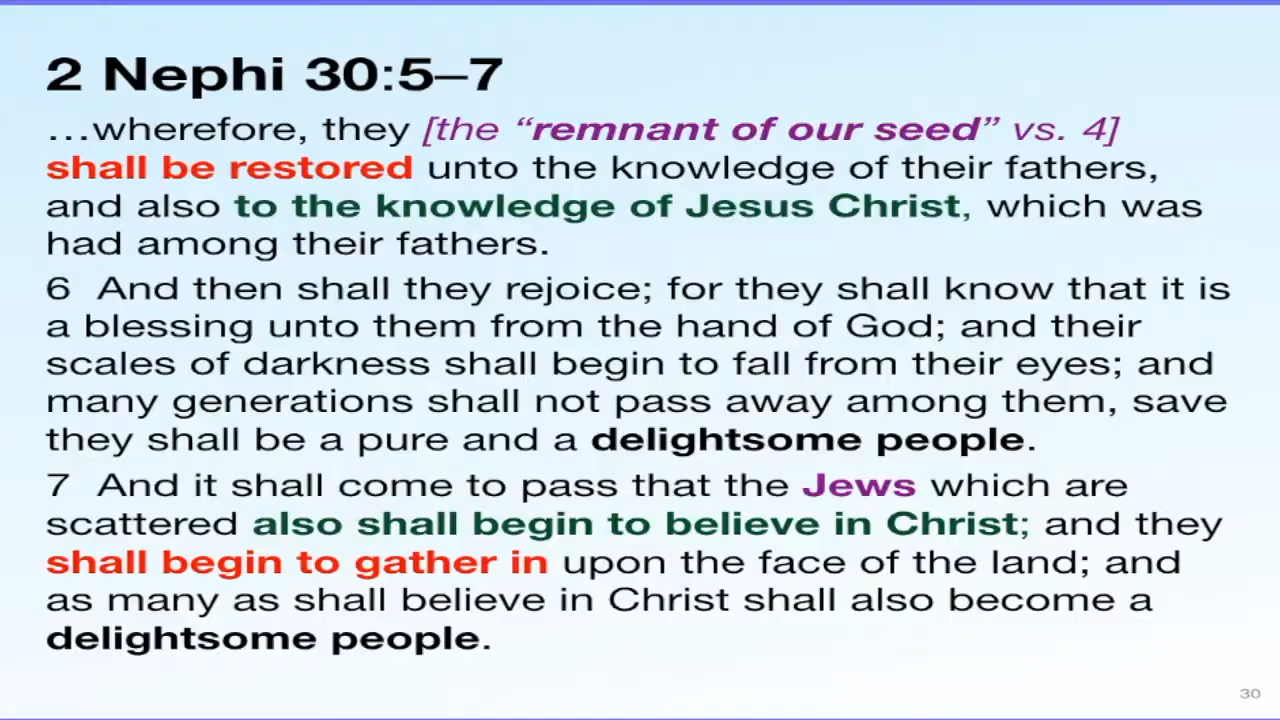 2 Nephi 30:5–7
…wherefore, they [the “remnant of our seed” vs. 4]
shall be restored unto the knowledge of their fathers,
and also to the knowledge of Jesus Christ, which was
had among their fathers.
6 And then shall they rejoice; for they shall know that it is
a blessing unto them from the hand of God; and their
scales of darkness shall begin to fall from their eyes; and
many generations shall not pass away among them, save
they shall be a pure and a delightsome people.
7 And it shall come to pass that the Jews which are
scattered also shall begin to believe in Christ; and they
shall begin to gather in upon the face of the land; and
as many as shall believe in Christ shall also become a
delightsome people.
30